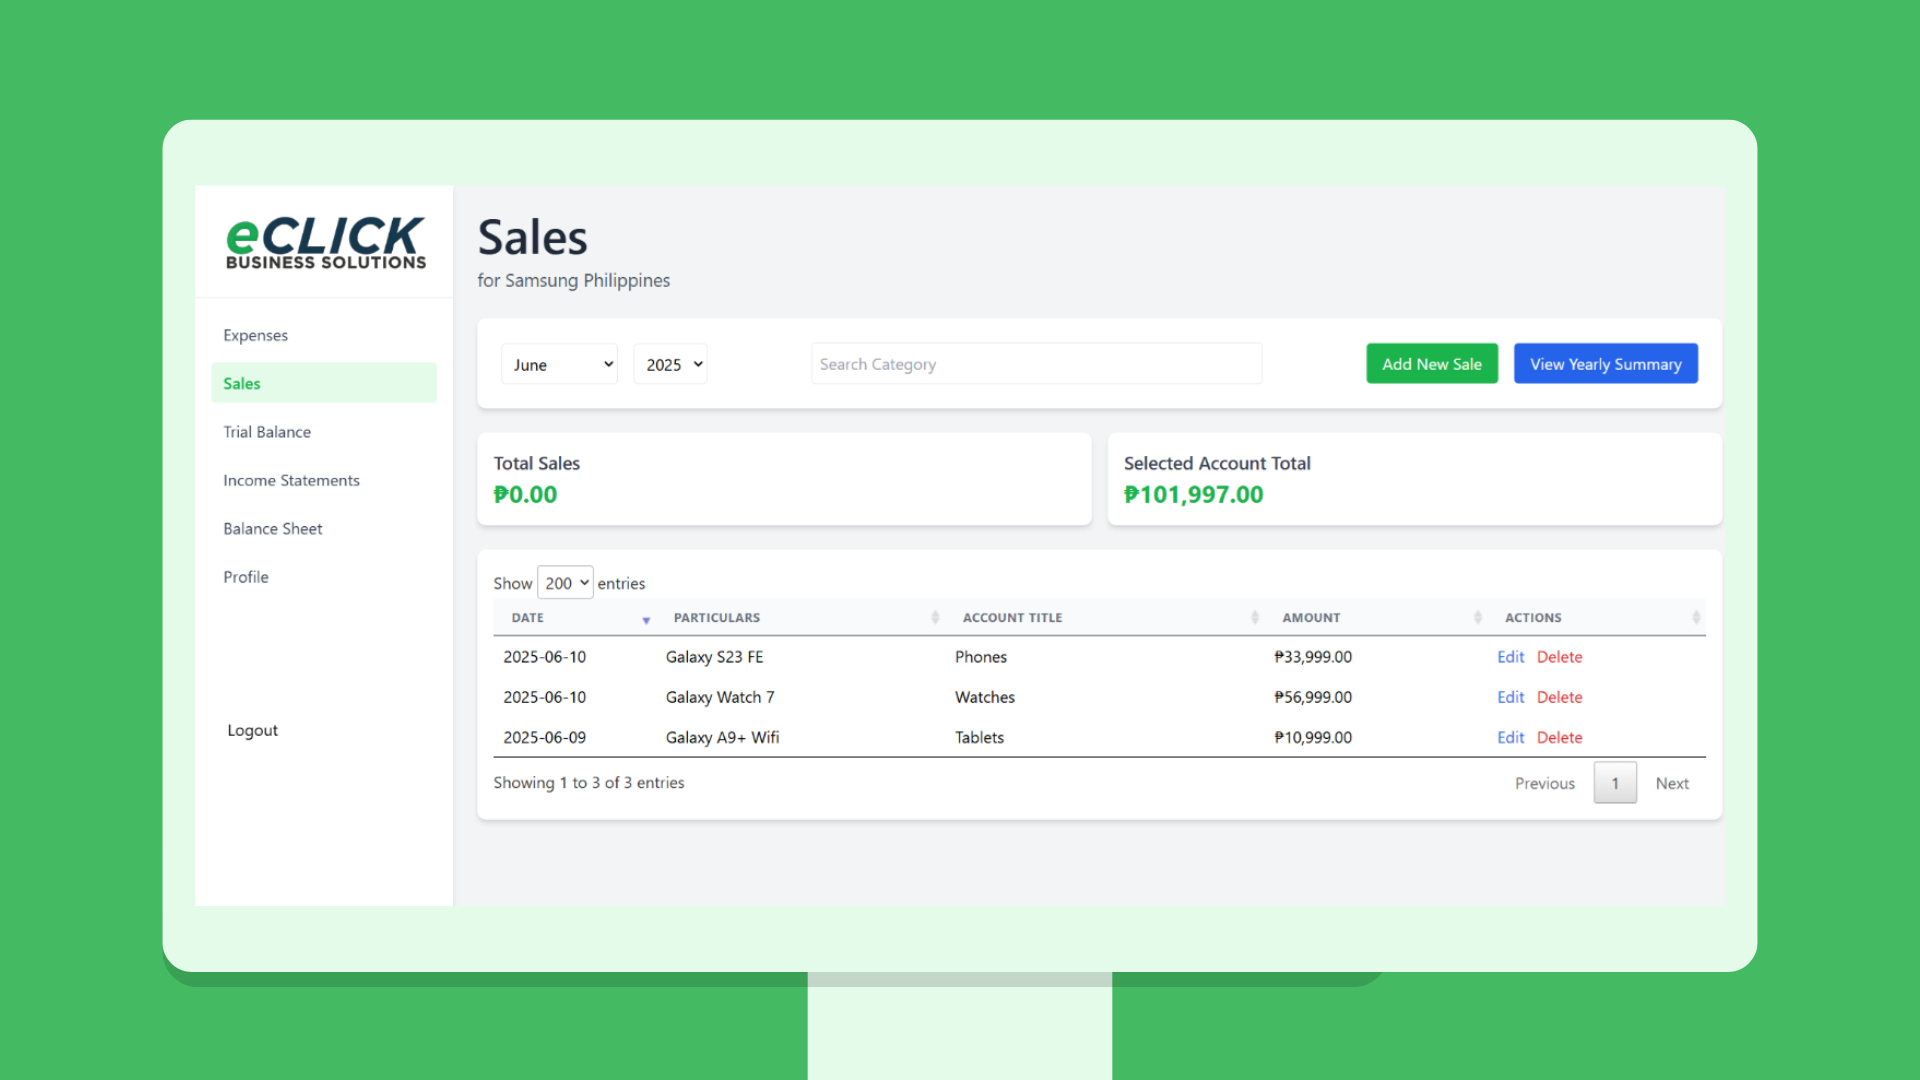 eCLICK
BUSINESS SOLUTIONS
Expenses
Sales
Trial Balance
Income Statements
Balance Sheet
Profile
Logout
Sales
for Samsung Philippines
June 2025 Search Category Add New Sale View Yearly Summary
Total Sales
₱0.00
Selected Account Total
₱101,997.00
Show 200 entries
DATE PARTICULARS ACCOUNT TITLE AMOUNT ACTIONS
2025-06-10 Galaxy S23 FE Phones ₱33,999.00 Edit Delete
2025-06-10 Galaxy Watch 7 Watches ₱56,999.00 Edit Delete
2025-06-09 Galaxy A9+ Wifi Tablets ₱10,999.00 Edit Delete
Showing 1 to 3 of 3 entries Previous 1 Next